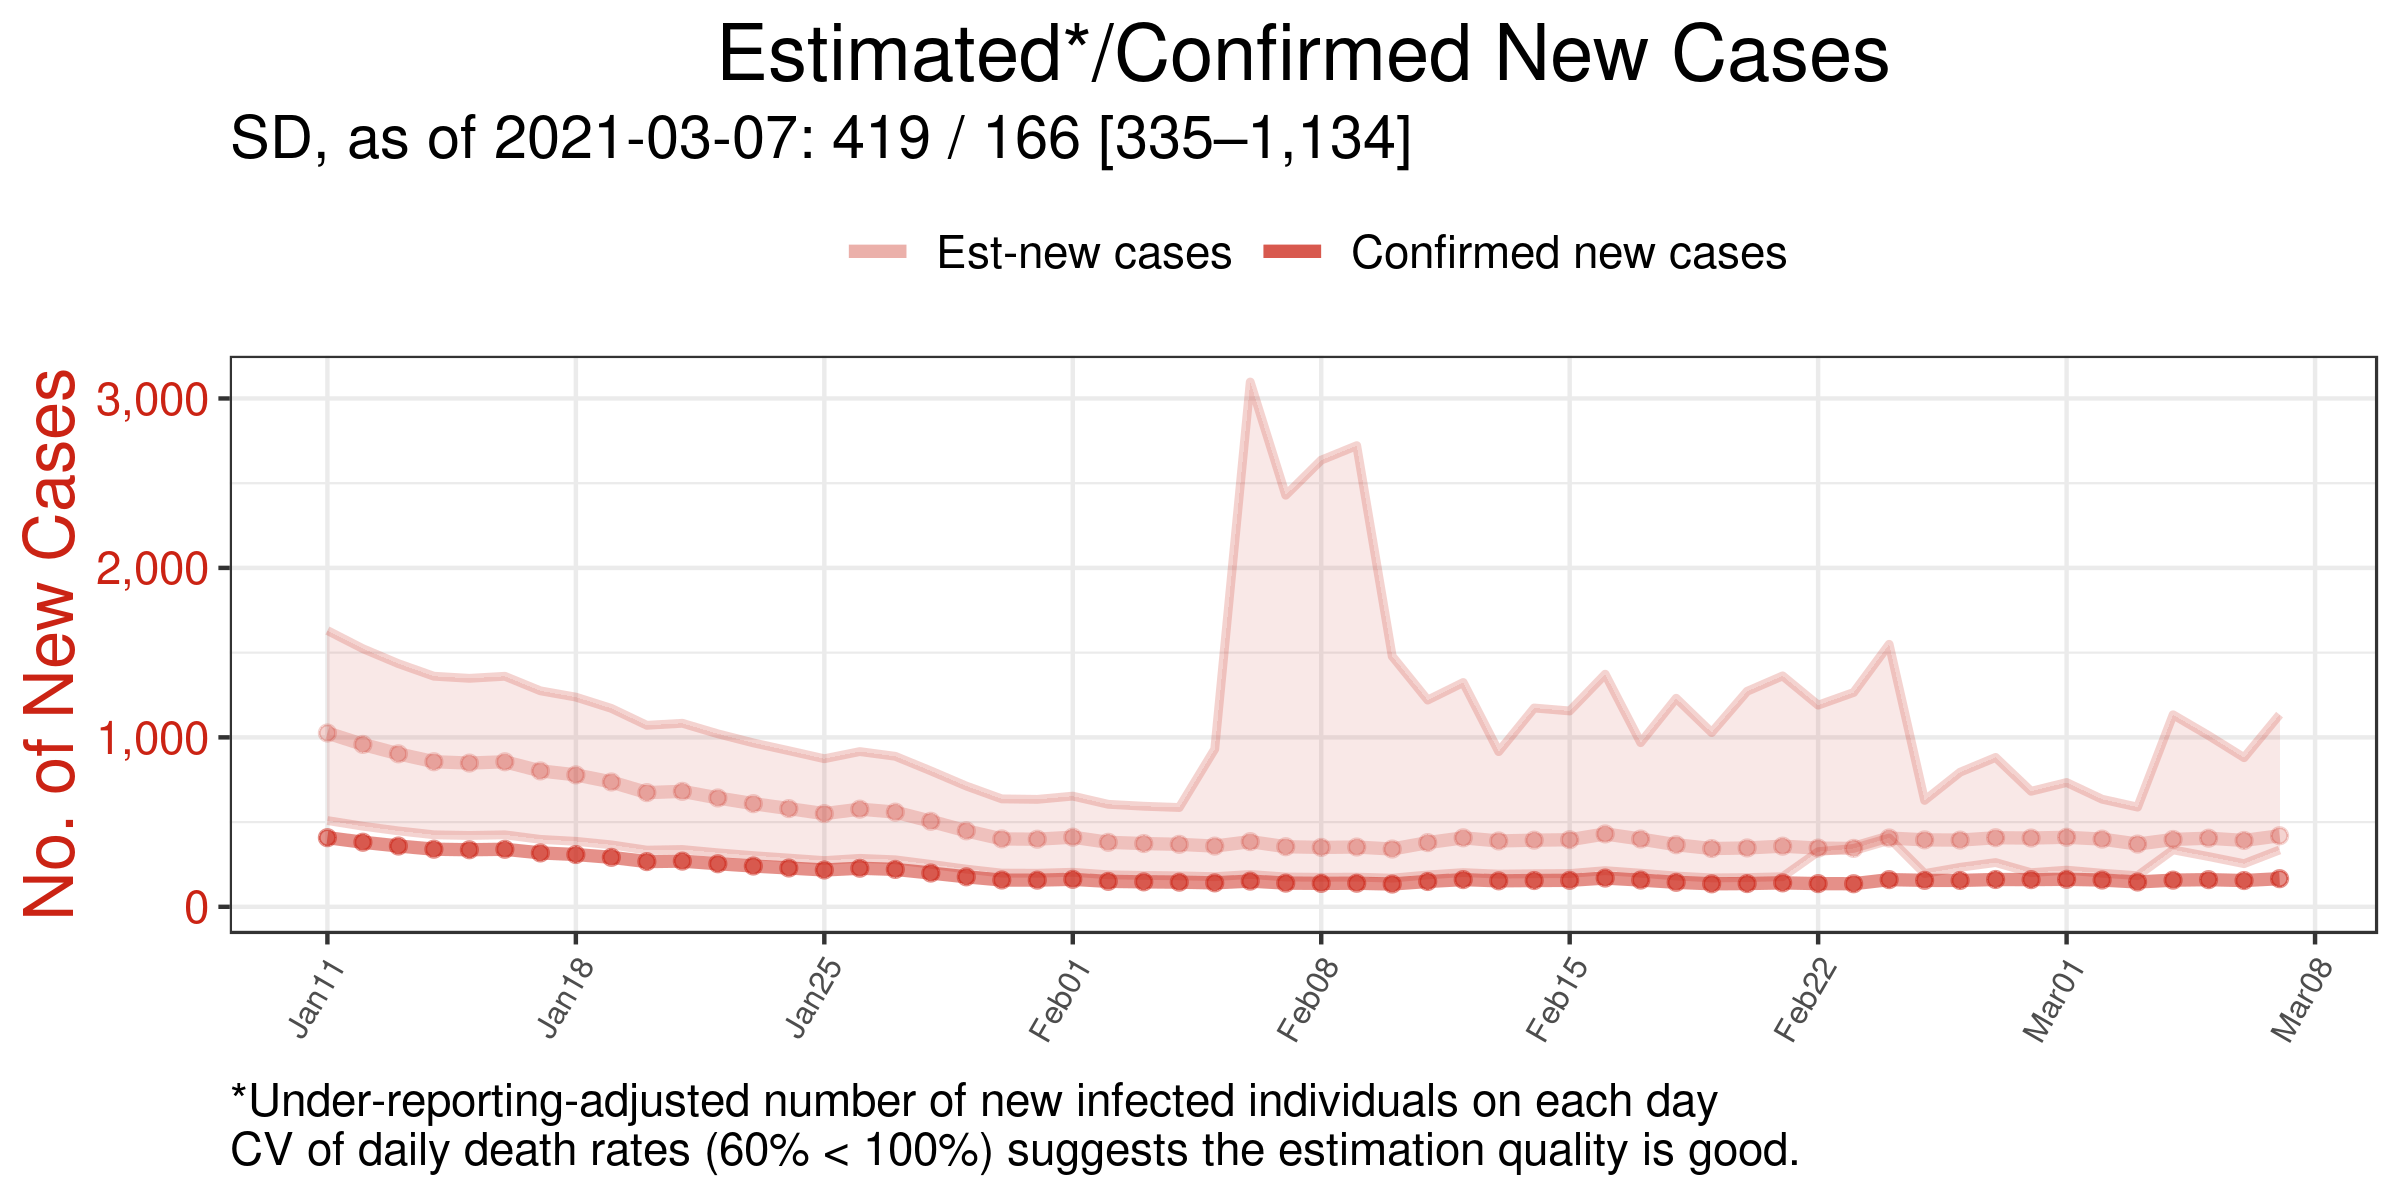 Estimated*/Confirmed New Cases
SD, as of 2021-03-07: 419 / 166 [335–1,134]
Est-new cases
Confirmed new cases
No. of New Cases
3,000
2,000
1,000
0
Jan11
Jan18
Jan25
Feb01
Feb08
Feb15
Feb22
Mar01
Mar08
*Under-reporting-adjusted number of new infected individuals on each day
CV of daily death rates (60% < 100%) suggests the estimation quality is good.